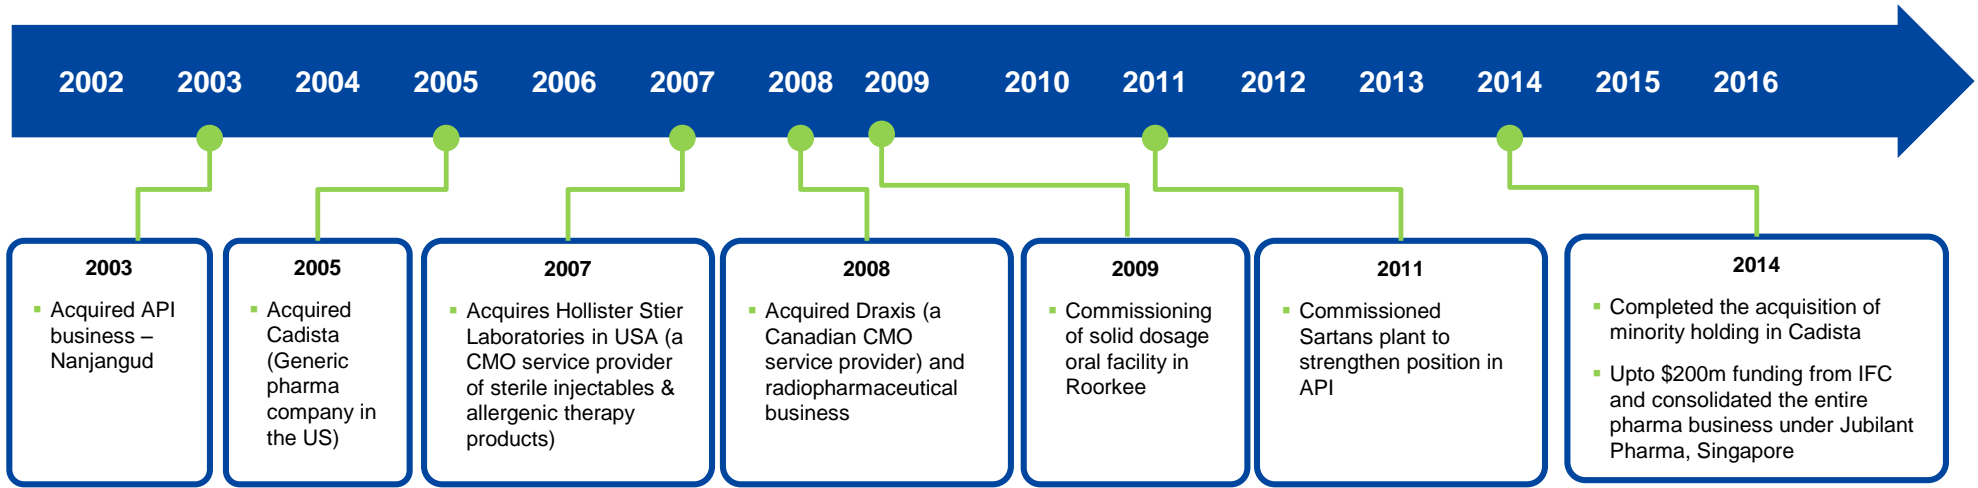 2002 2003 2004 2005 2006 2007 2008 2009 2010 2011 2012 2013 2014 2015 2016
2003
▪ Acquired API
business –
Nanjangud
2005
▪ Acquired
Cadista
(Generic
pharma
company in
the US)
2007
▪ Acquires Hollister Stier
Laboratories in USA (a
CMO service provider
of sterile injectables &
allergenic therapy
products)
2008
▪ Acquired Draxis (a
Canadian CMO
service provider) and
radiopharmaceutical
business
2009
▪ Commissioning
of solid dosage
oral facility in
Roorkee
2011
▪ Commissioned
Sartans plant to
strengthen position in
API
2014
▪ Completed the acquisition of
minority holding in Cadista
▪ Upto $200m funding from IFC
and consolidated the entire
pharma business under Jubilant
Pharma, Singapore